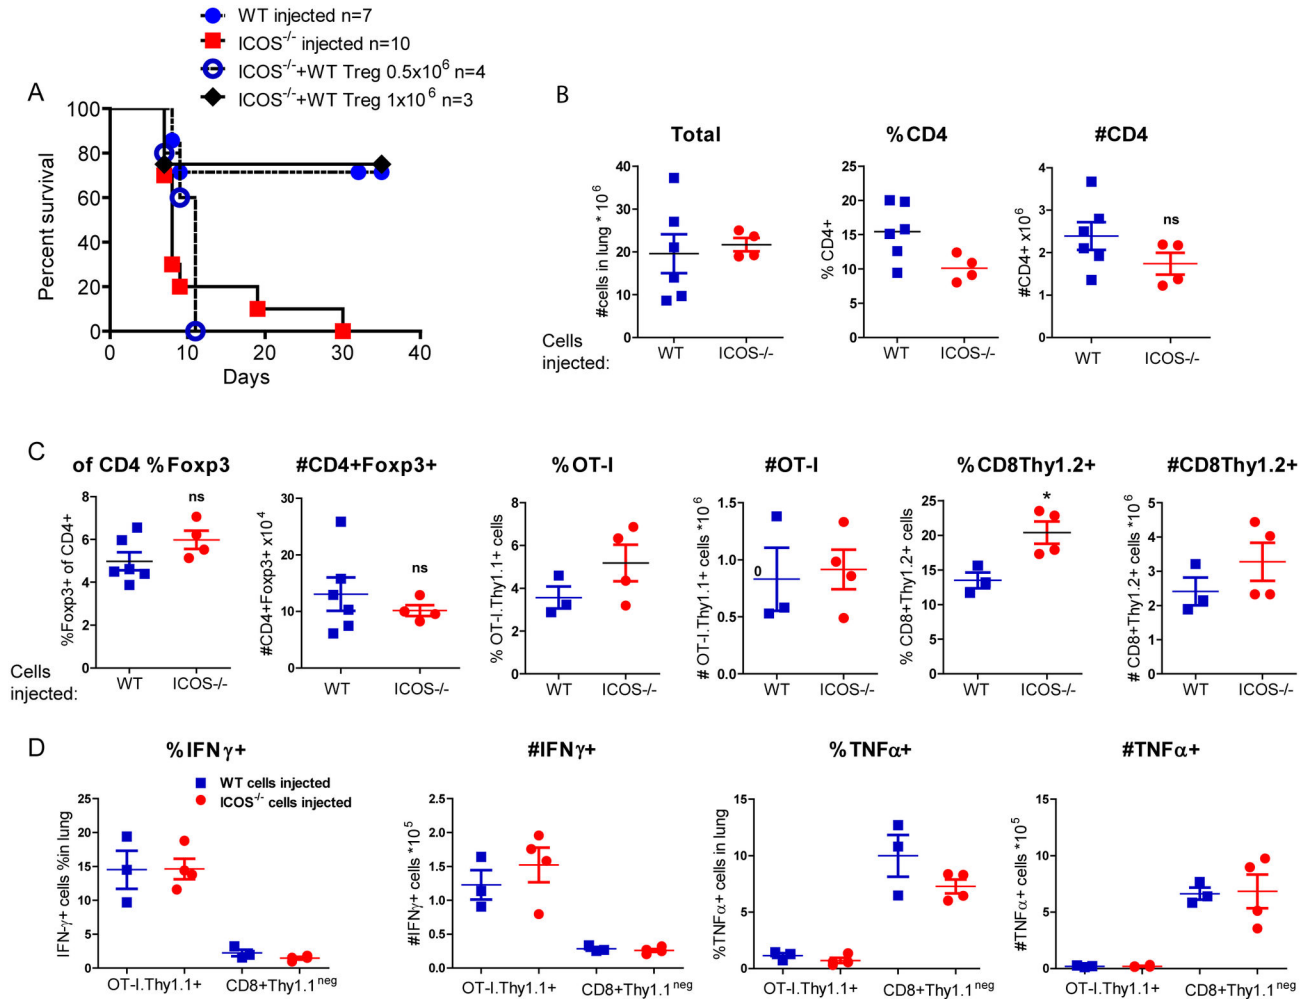 WT injected n=7
ICOS-/- injected n=10
ICOS-/-+WT Treg 0.5x10^6 n=4
ICOS-/-+WT Treg 1x10^6 n=3
A
Percent survival
100
80
60
40
20
0
0 10 20 30 40
Days
B
Total
#cells in lung * 10^6
40
30
20
10
0
WT ICOS-/-
%CD4
% CD4+
25
20
15
10
5
0
WT ICOS-/-
#CD4
#CD4+ x10^6
4
3
2
1
0
ns
WT ICOS-/-
Cells
injected:
C
of CD4 %Foxp3
%Foxp3+ of CD4+
8
6
4
2
0
ns
WT ICOS-/-
#CD4+Foxp3+
#CD4+Foxp3+ x10^4
30
20
10
0
ns
WT ICOS-/-
%OT-I
% OT-I.Thy1.1+ cells
8
6
4
2
0
WT ICOS-/-
#OT-I
# OT-I.Thy1.1+ cells *10^6
1.5
1.0
0.5
0.0
0
WT ICOS-/-
%CD8Thy1.2+
% CD8+Thy1.2+ cells
25
20
15
10
5
0
*
WT ICOS-/-
#CD8Thy1.2+
# CD8+Thy1.2+ cells *10^6
5
4
3
2
1
0
WT ICOS-/-
Cells
injected:
D
%IFNγ+
WT cells injected
ICOS-/- cells injected
IFN-γ+ cells %in lung
25
20
15
10
5
0
OT-I.Thy1.1+ CD8+Thy1.1neg
#IFNγ+
#IFNγ+ cells *10^5
2.5
2.0
1.5
1.0
0.5
0.0
OT-I.Thy1.1+ CD8+Thy1.1neg
%TNFα+
%TNFα+ cells in lung
15
10
5
0
OT-I.Thy1.1+ CD8+Thy1.1neg
#TNFα+
#TNFα+ cells *10^5
15
10
5
0
OT-I.Thy1.1+ CD8+Thy1.1neg